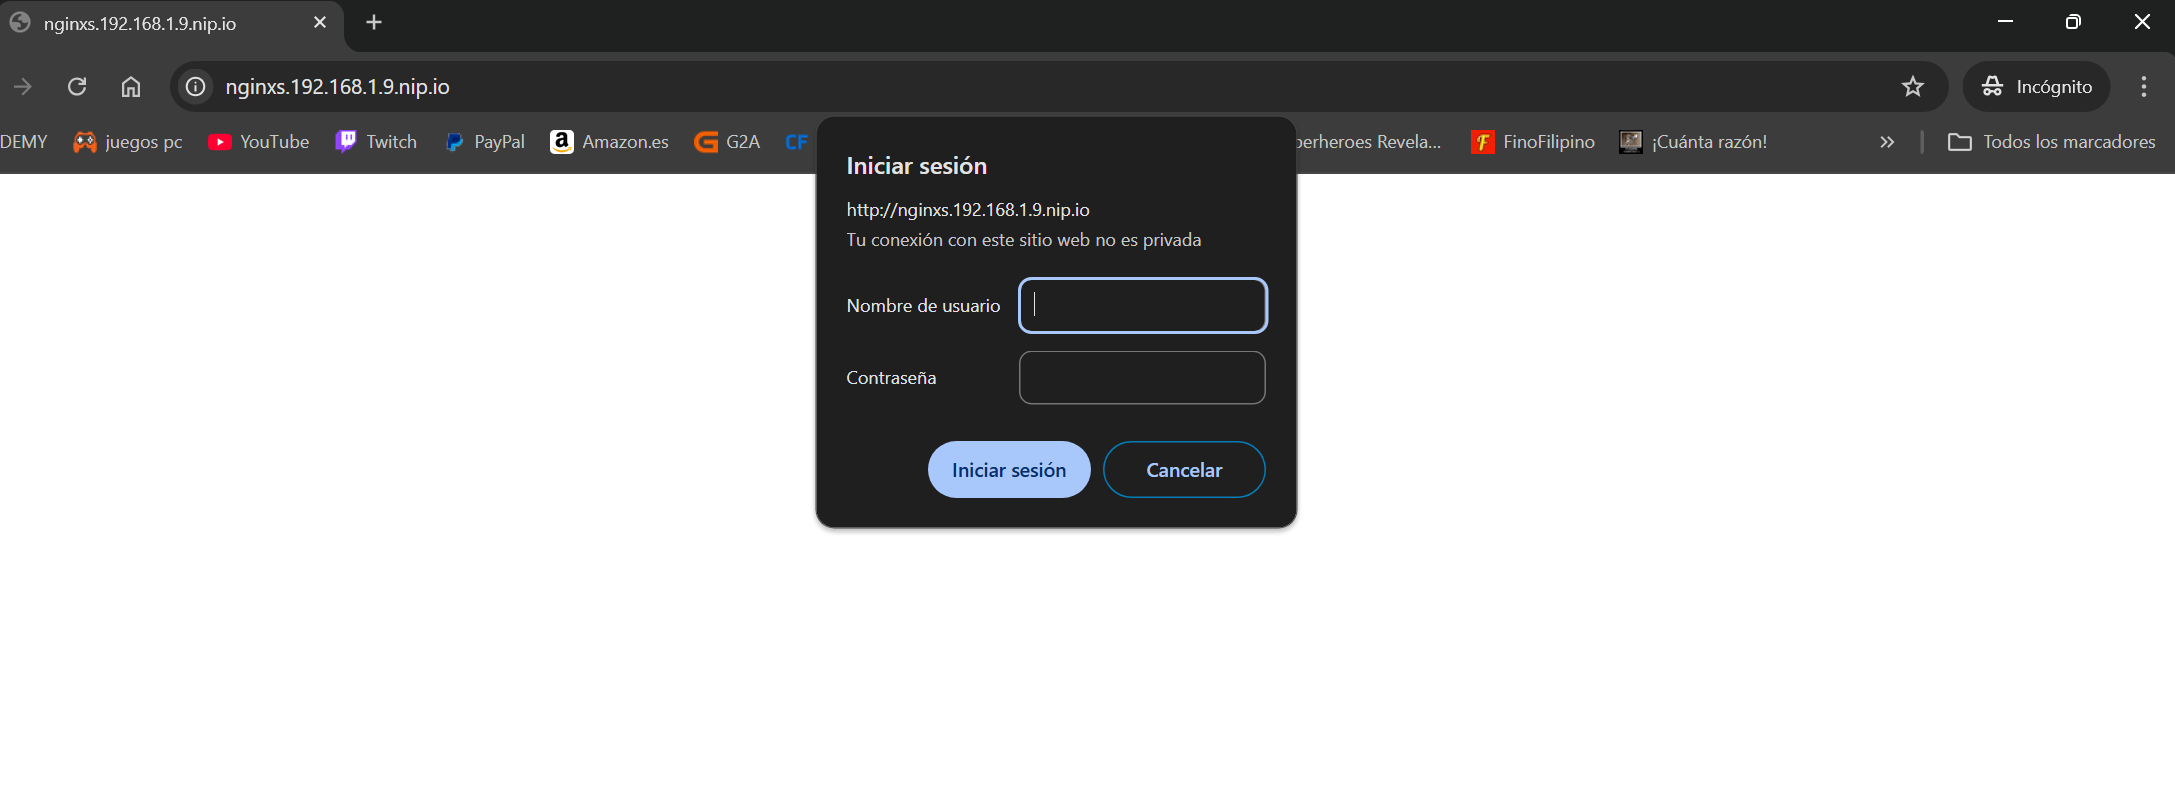 nginxs.192.168.1.9.nip.io
nginxs.192.168.1.9.nip.io
Incógnito
DEMY juegos pc YouTube Twitch PayPal Amazon.es G2A CF perheroes Revela... FinoFilipino ¡Cuánta razón! Todos los marcadores
Iniciar sesión
http://nginxs.192.168.1.9.nip.io
Tu conexión con este sitio web no es privada
Nombre de usuario
Contraseña
Iniciar sesión Cancelar